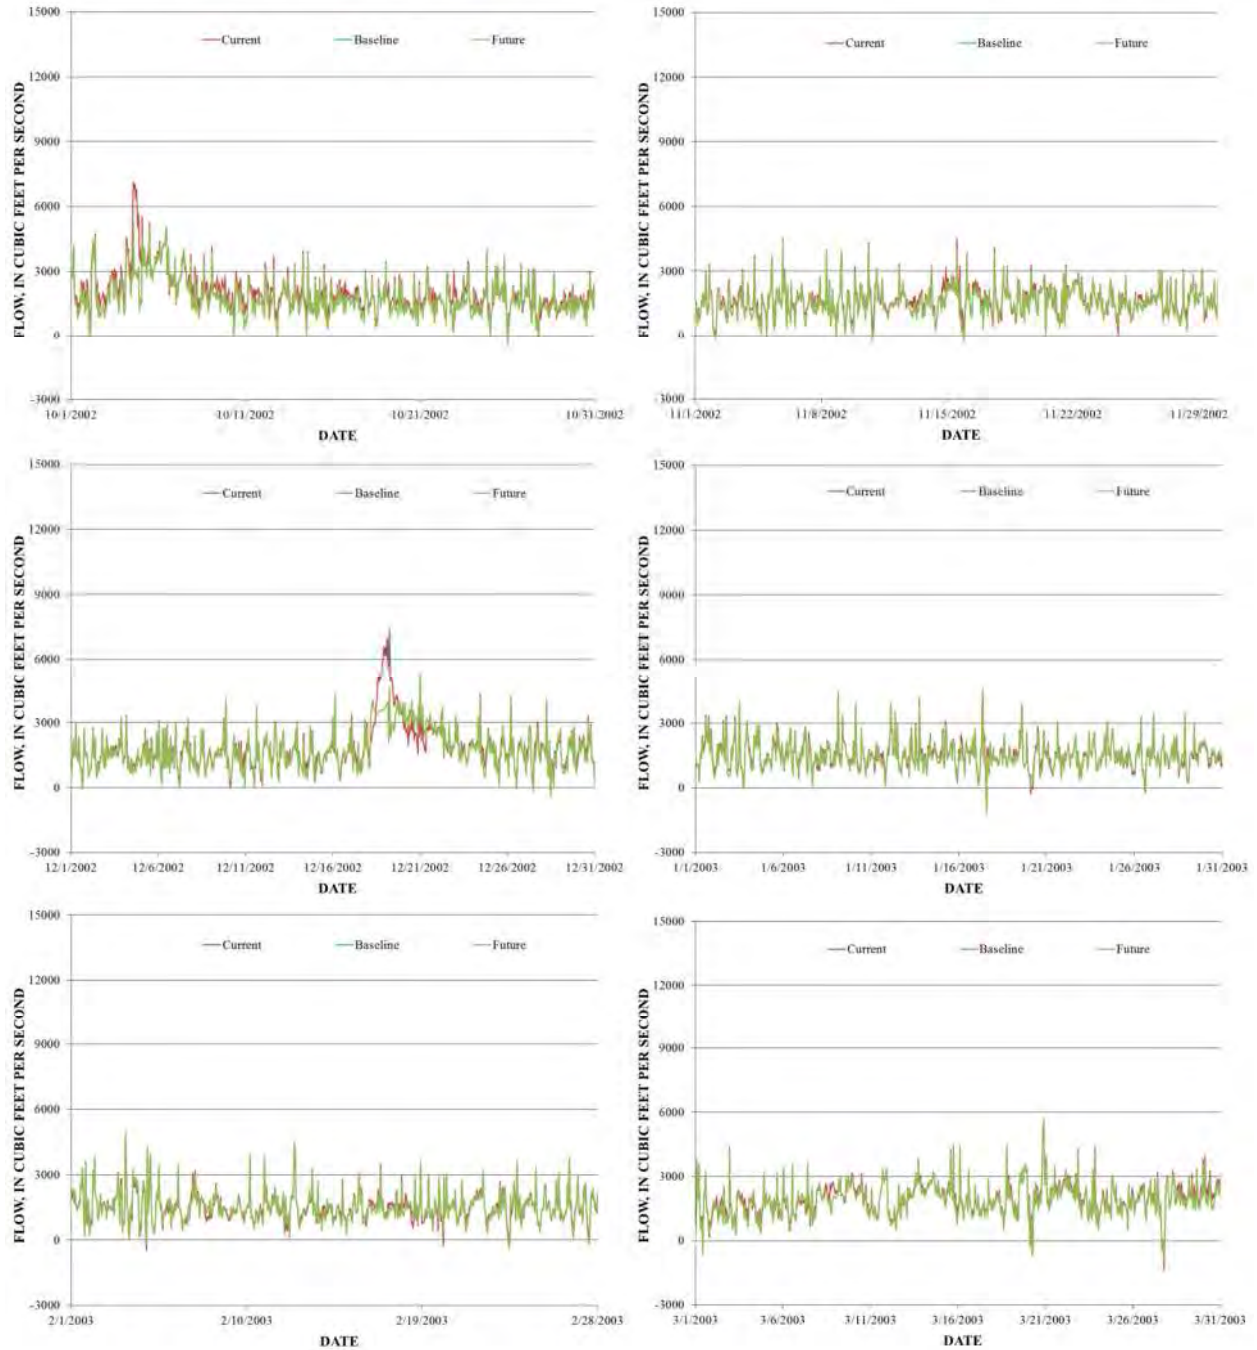 15000
Current Baseline Future
12000
9000
6000
3000
0
-3000
FLOW, IN CUBIC FEET PER SECOND
10/1/2002 10/11/2002 10/21/2002 10/31/2002
DATE
15000
Current Baseline Future
12000
9000
6000
3000
0
-3000
FLOW, IN CUBIC FEET PER SECOND
11/1/2002 11/8/2002 11/15/2002 11/22/2002 11/29/2002
DATE
15000
Current Baseline Future
12000
9000
6000
3000
0
-3000
FLOW, IN CUBIC FEET PER SECOND
12/1/2002 12/6/2002 12/11/2002 12/16/2002 12/21/2002 12/26/2002 12/31/2002
DATE
15000
Current Baseline Future
12000
9000
6000
3000
0
-3000
FLOW, IN CUBIC FEET PER SECOND
1/1/2003 1/6/2003 1/11/2003 1/16/2003 1/21/2003 1/26/2003 1/31/2003
DATE
15000
Current Baseline Future
12000
9000
6000
3000
0
-3000
FLOW, IN CUBIC FEET PER SECOND
2/1/2003 2/10/2003 2/19/2003 2/28/2003
DATE
15000
Current Baseline Future
12000
9000
6000
3000
0
-3000
FLOW, IN CUBIC FEET PER SECOND
3/1/2003 3/6/2003 3/11/2003 3/16/2003 3/21/2003 3/26/2003 3/31/2003
DATE